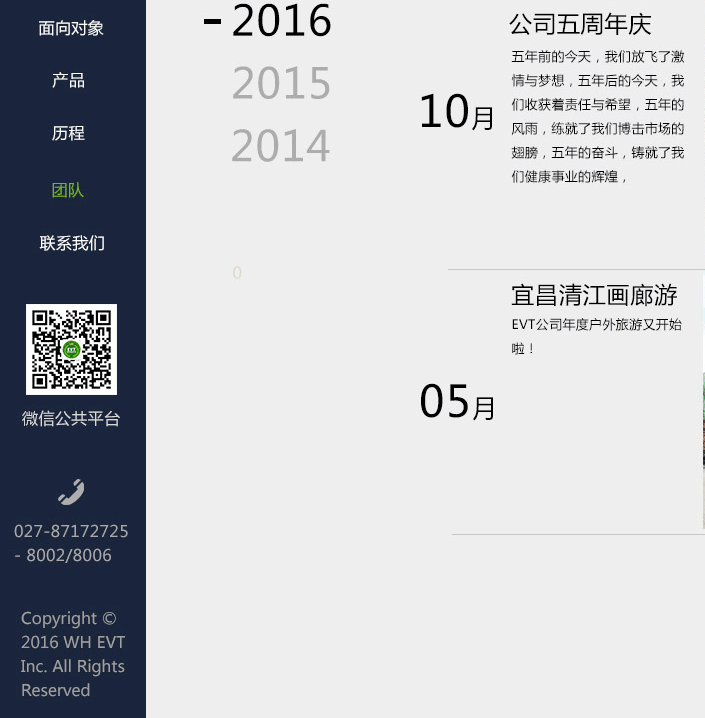 面向对象
产品
历程
团队
联系我们
微信公共平台
027-87172725
- 8002/8006
Copyright ©
2016 WH EVT
Inc. All Rights
Reserved
2016
2015
2014
0
10月
公司五周年庆
五年前的今天，我们放飞了激
情与梦想，五年后的今天，我
们收获着责任与希望，五年的
风雨，练就了我们搏击市场的
翅膀，五年的奋斗，铸就了我
们健康事业的辉煌，
05月
宜昌清江画廊游
EVT公司年度户外旅游又开始
啦！